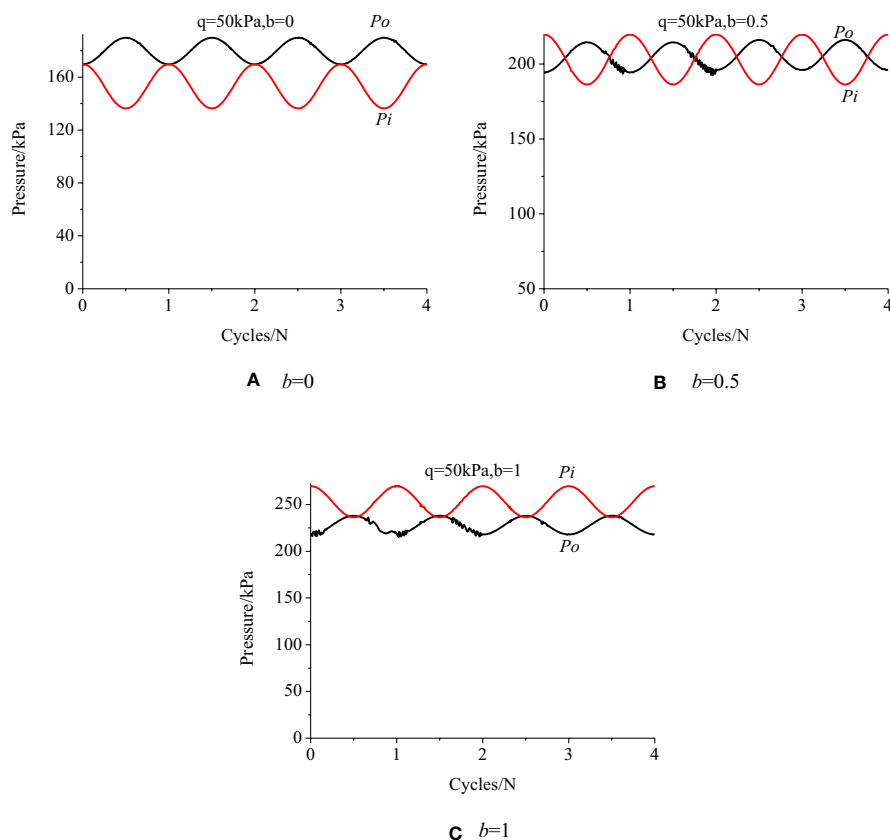 q=50kPa,b=0
Po
160
120
80
40
0
Pi
Pressure/kPa
0 1 2 3 4
Cycles/N
A b=0
q=50kPa,b=0.5
Po
200
150
100
50
Pi
Pressure/kPa
0 1 2 3 4
Cycles/N
B b=0.5
q=50kPa,b=1
Pi
250
200
150
100
50
0
Po
Pressure/kPa
0 1 2 3 4
Cycles/N
C b=1